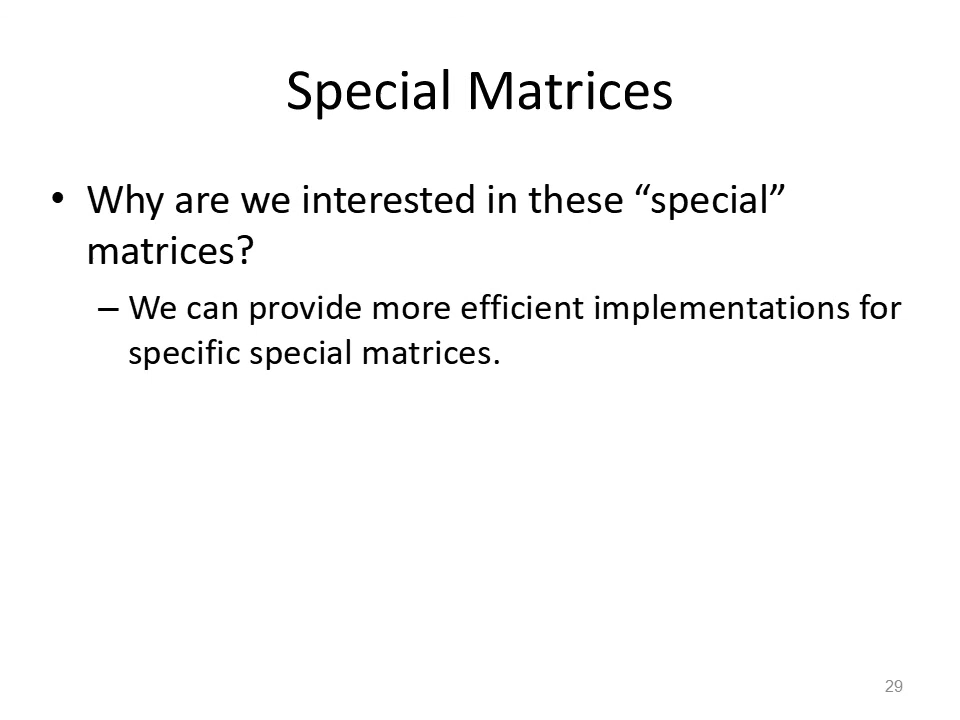 Special Matrices
• Why are we interested in these “special”
matrices?
– We can provide more efficient implementations for
specific special matrices.
29